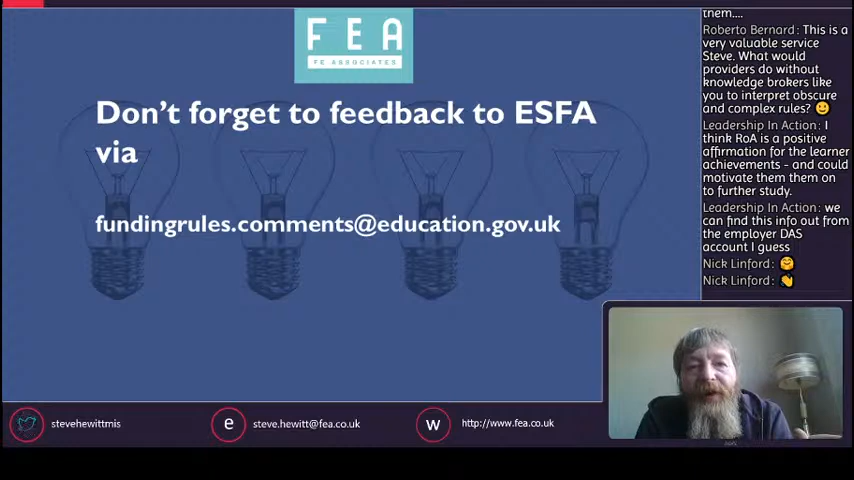 FEA
FE ASSOCIATES
Don't forget to feedback to ESFA
via
fundingrules.comments@education.gov.uk
them....
Roberto Bernard: This is a
very valuable service
Steve. What would
providers do without
knowledge brokers like
you to interpret obscure
and complex rules? 🙂
Leadership In Action: I
think RoA is a positive
affirmation for the learner
achievements - and could
motivate them them on
to further study.
Leadership In Action: we
can find this info out from
the employer DAS
account I guess
Nick Linford: 🤗
Nick Linford: 👋
stevehewittmis
e
steve.hewitt@fea.co.uk
w
http://www.fea.co.uk